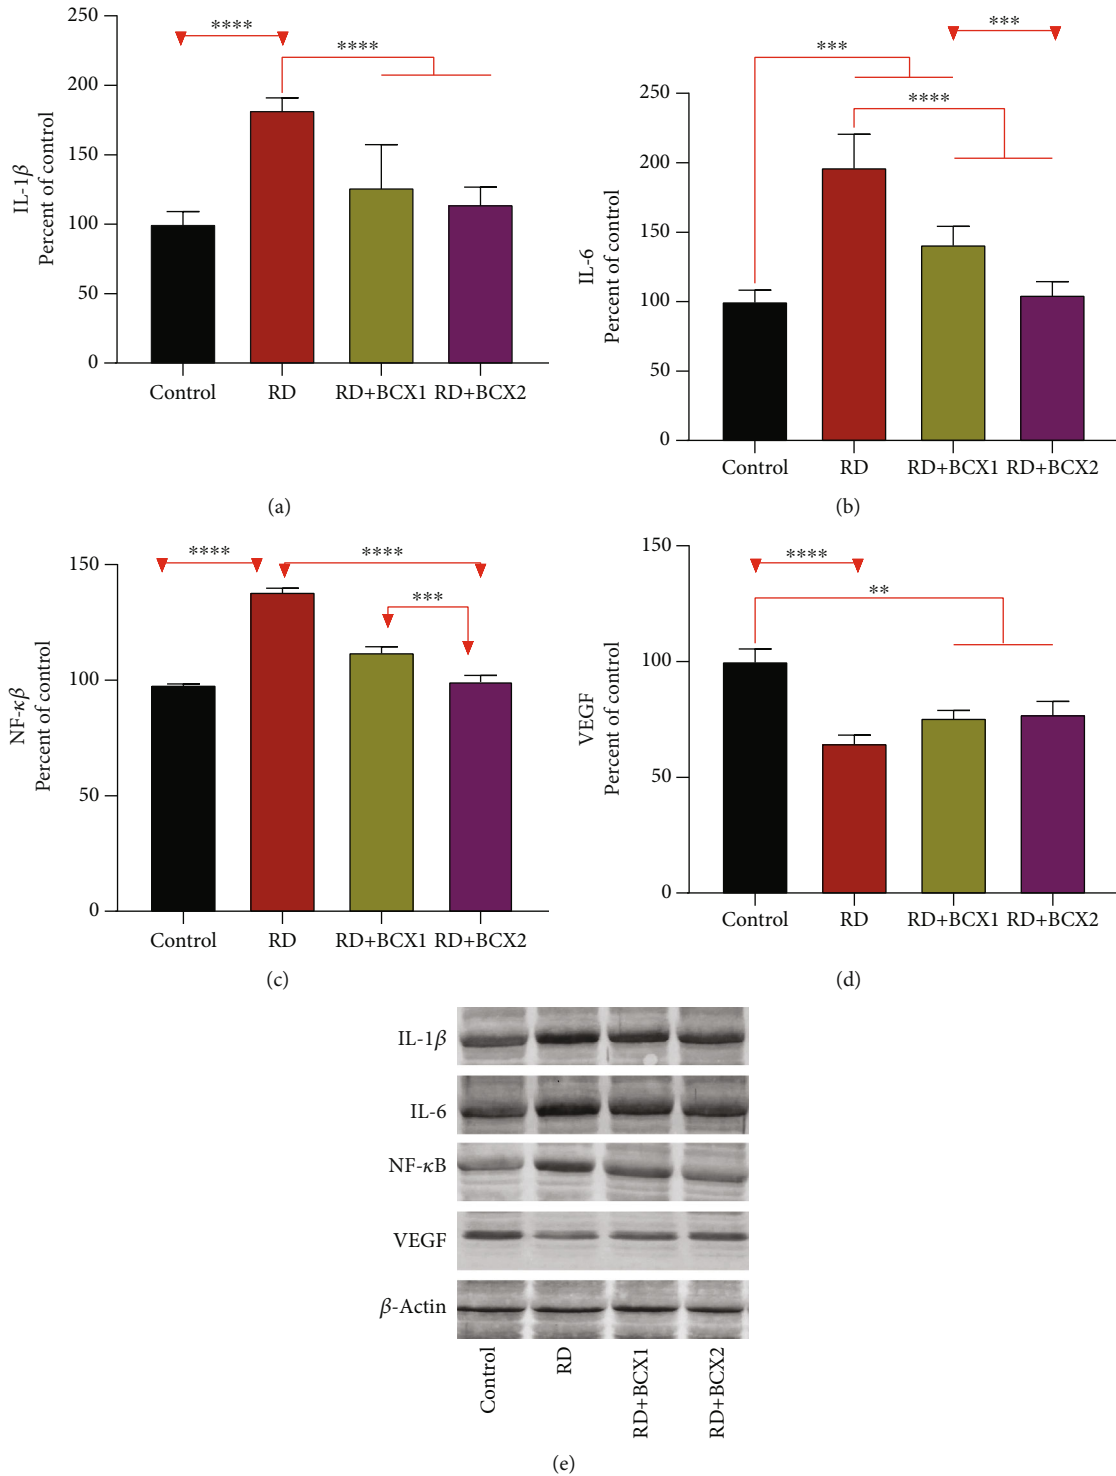 250
200
150
100
50
0
IL-1β
Percent of control
****
****
Control RD RD+BCX1 RD+BCX2
(a)
250
200
150
100
50
0
IL-6
Percent of control
***
***
****
Control RD RD+BCX1 RD+BCX2
(b)
150
100
50
0
NF-κβ
Percent of control
****
****
***
Control RD RD+BCX1 RD+BCX2
(c)
150
100
50
0
VEGF
Percent of control
****
**
Control RD RD+BCX1 RD+BCX2
(d)
IL-1β
IL-6
NF-κB
VEGF
β-Actin
Control
RD
RD+BCX1
RD+BCX2
(e)